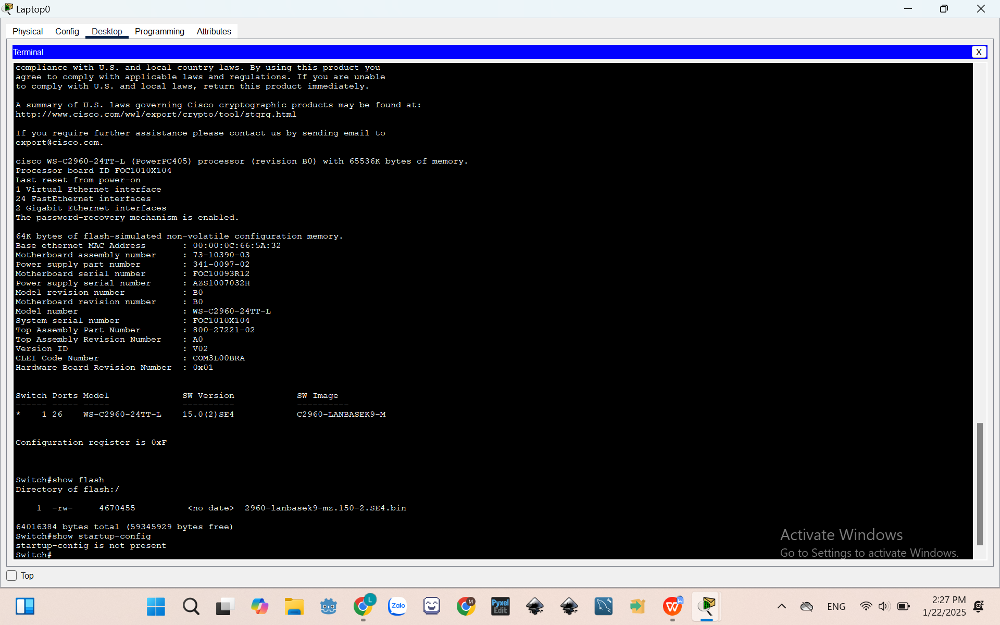 Laptop0
Physical Config Desktop Programming Attributes
Terminal X
compliance with U.S. and local country laws. By using this product you
agree to comply with applicable laws and regulations. If you are unable
to comply with U.S. and local laws, return this product immediately.
A summary of U.S. laws governing Cisco cryptographic products may be found at:
http://www.cisco.com/wwl/export/crypto/tool/stqrg.html
If you require further assistance please contact us by sending email to
export@cisco.com.
cisco WS-C2960-24TT-L (PowerPC405) processor (revision B0) with 65536K bytes of memory.
Processor board ID FOC1010X104
Last reset from power-on
1 Virtual Ethernet interface
24 FastEthernet interfaces
2 Gigabit Ethernet interfaces
The password-recovery mechanism is enabled.
64K bytes of flash-simulated non-volatile configuration memory.
Base ethernet MAC Address : 00:00:0C:66:5A:32
Motherboard assembly number : 73-10390-03
Power supply part number : 341-0097-02
Motherboard serial number : FOC10093R12
Power supply serial number : AZS1007032H
Model revision number : B0
Motherboard revision number : B0
Model number : WS-C2960-24TT-L
System serial number : FOC1010X104
Top Assembly Part Number : 800-27221-02
Top Assembly Revision Number : A0
Version ID : V02
CLEI Code Number : COM3L00BRA
Hardware Board Revision Number : 0x01
Switch Ports Model SW Version SW Image
------ ----- ----- ---------- ----------
* 1 26 WS-C2960-24TT-L 15.0(2)SE4 C2960-LANBASEK9-M
Configuration register is 0xF
Switch#show flash
Directory of flash:/
1 -rw- 4670455 <no date> 2960-lanbasek9-mz.150-2.SE4.bin
64016384 bytes total (59345929 bytes free)
Switch#show startup-config
startup-config is not present
Switch#
Activate Windows
Go to Settings to activate Windows.
Top
L
Zalo
M
Pyxel
Edit
W
W
ENG
2:27 PM
1/22/2025